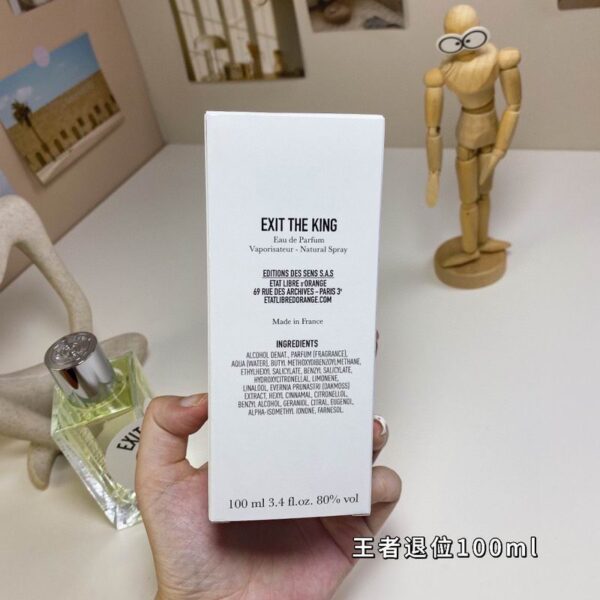 EXIT THE KING
Eau de Parfum
Vaporisateur - Natural Spray
EDITIONS DES SENS S.A.S
ETAT LIBRE D'ORANGE
69 RUE DES ARCHIVES – PARIS 3e
ETATLIBREDORANGE.COM
Made in France
INGREDIENTS
ALCOHOL DENAT., PARFUM (FRAGRANCE),
AQUA (WATER), BUTYL METHOXYDIBENZOYLMETHANE,
ETHYLHEXYL SALICYLATE, BENZYL SALICYLATE,
HYDROXYCITRONELLAL, LIMONENE,
LINALOOL, EVERNIA PRUNASTRI (OAKMOSS)
EXTRACT, HEXYL CINNAMAL, CITRONELLOL,
BENZYL ALCOHOL, GERANIOL, CITRAL, EUGENOL,
ALPHA-ISOMETHYL IONONE, FARNESOL.
100 ml 3.4 fl.oz. 80% vol
EXIT
王者退位100ml